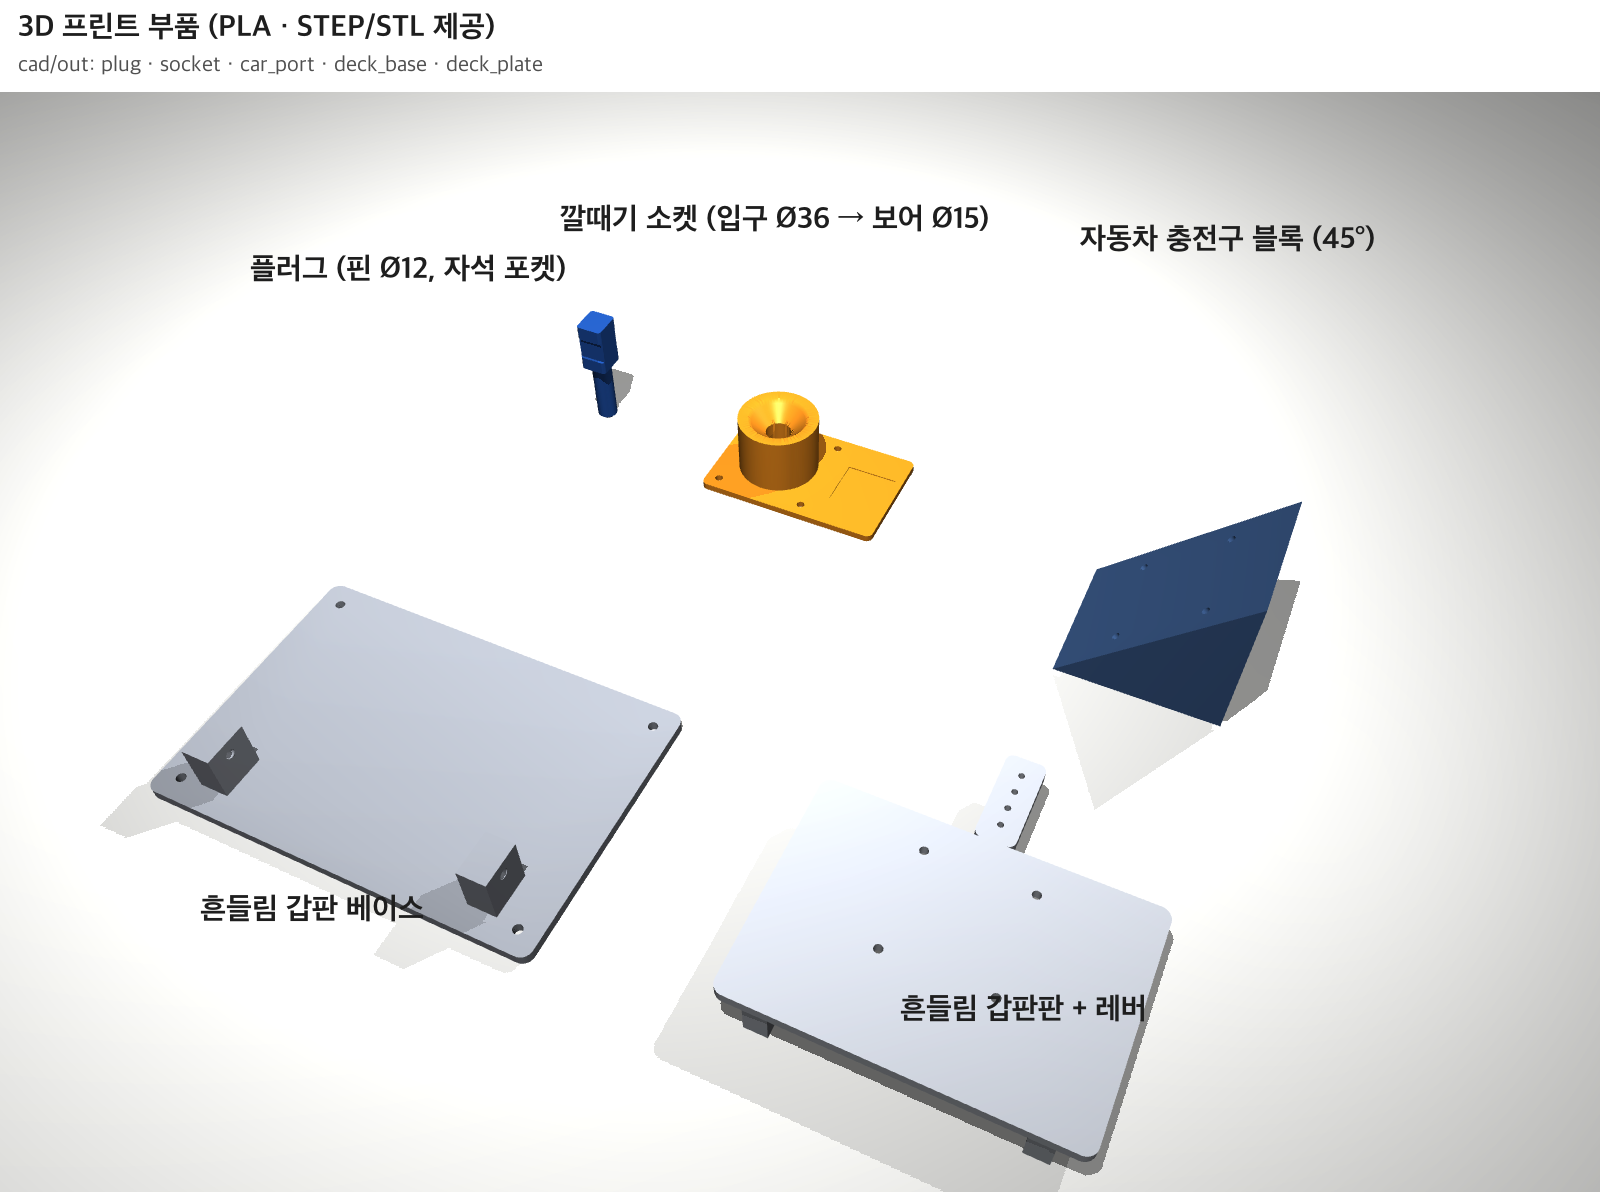 3D 프린트 부품 (PLA · STEP/STL 제공)
cad/out: plug · socket · car_port · deck_base · deck_plate
깔때기 소켓 (입구 Ø36 → 보어 Ø15)
자동차 충전구 블록 (45°)
플러그 (핀 Ø12, 자석 포켓)
흔들림 갑판 베이스
흔들림 갑판판 + 레버